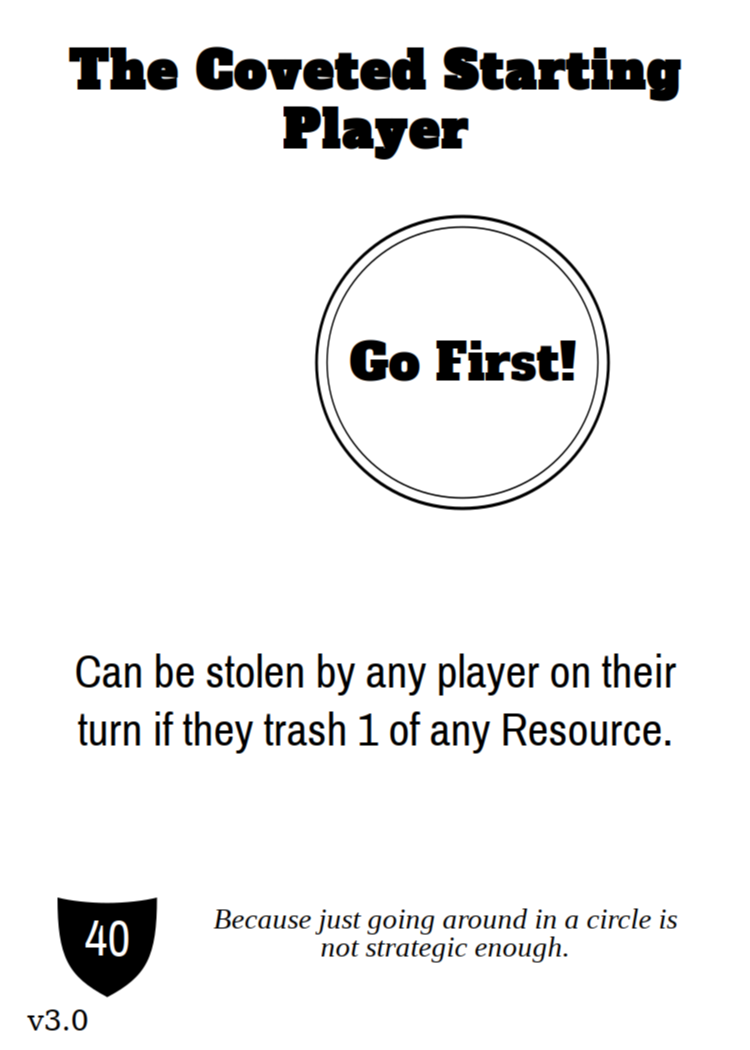 The Coveted Starting
Player
Go First!
Can be stolen by any player on their
turn if they trash 1 of any Resource.
40
Because just going around in a circle is
not strategic enough.
v3.0